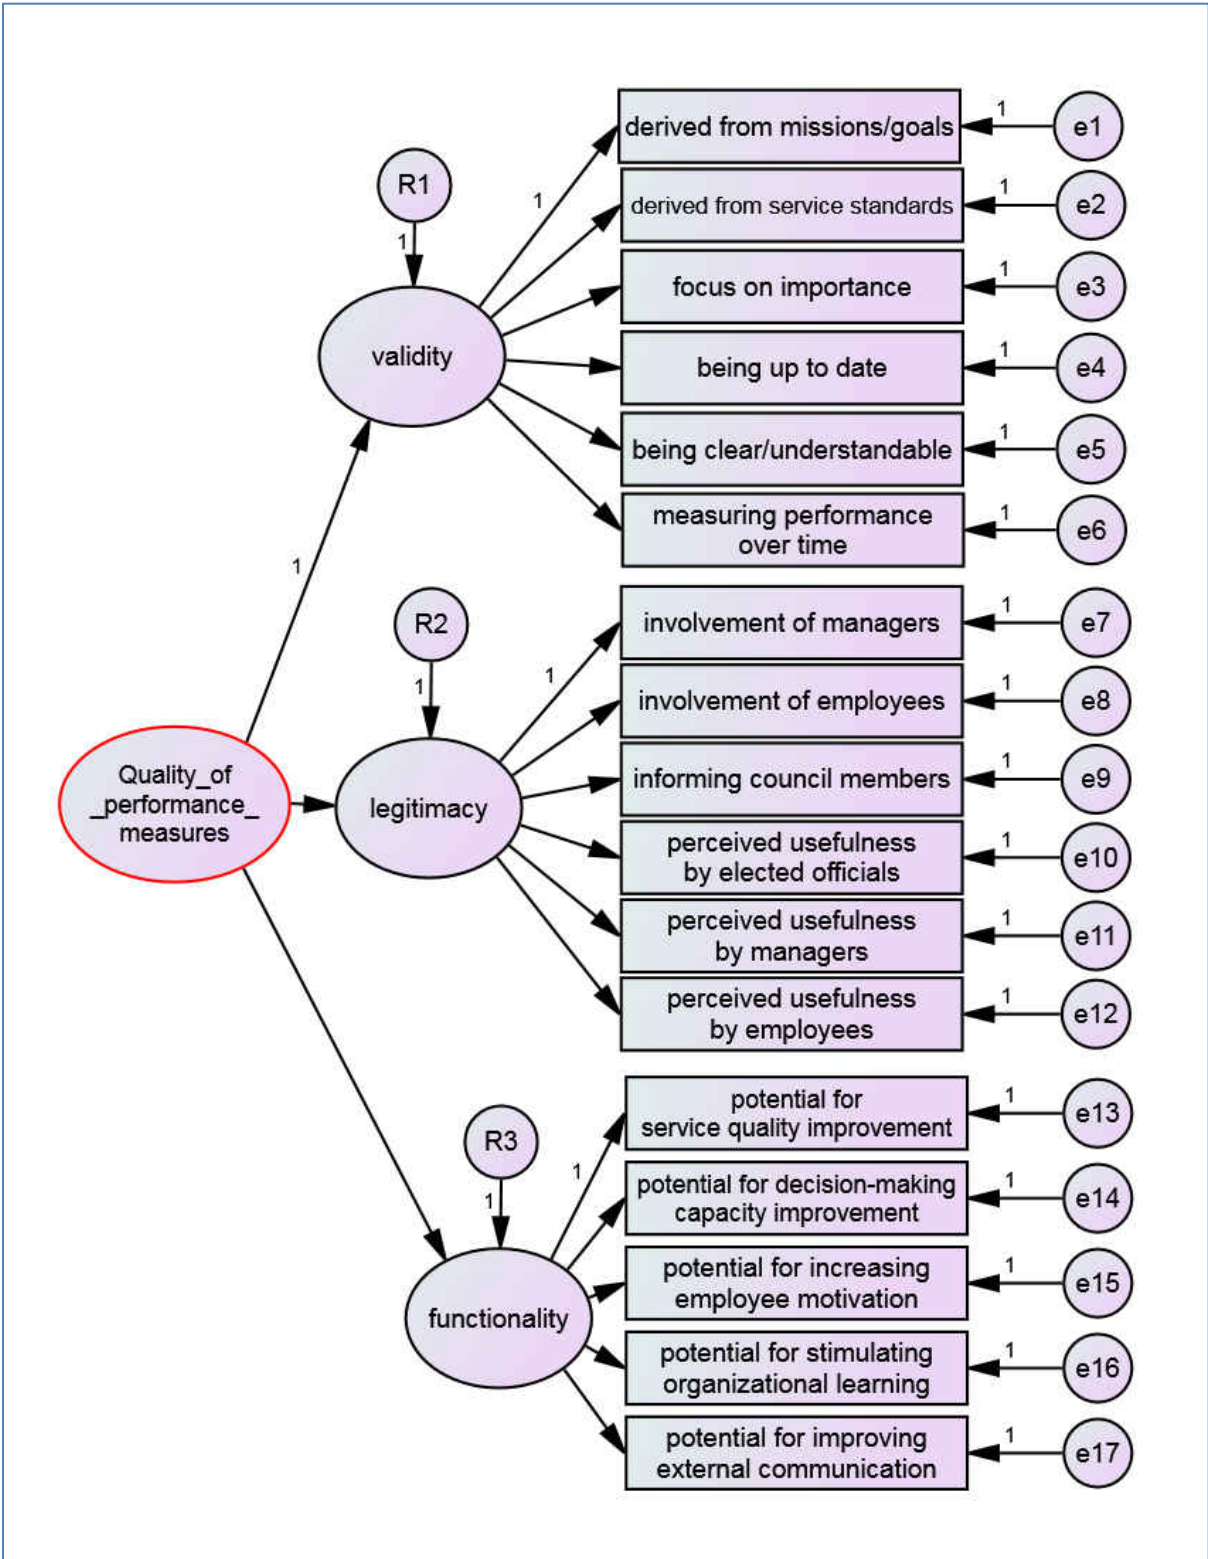 derived from missions/goals
1
e1
R1
1
1
derived from service standards
1
e2
focus on importance
1
e3
validity
being up to date
1
e4
being clear/understandable
1
e5
measuring performance
over time
1
e6
1
R2
1
1
involvement of managers
1
e7
involvement of employees
1
e8
informing council members
1
e9
Quality_of
_performance_
measures
legitimacy
perceived usefulness
by elected officials
1
e10
perceived usefulness
by managers
1
e11
perceived usefulness
by employees
1
e12
R3
1
1
potential for
service quality improvement
1
e13
potential for decision-making
capacity improvement
1
e14
potential for increasing
employee motivation
1
e15
functionality
potential for stimulating
organizational learning
1
e16
potential for improving
external communication
1
e17